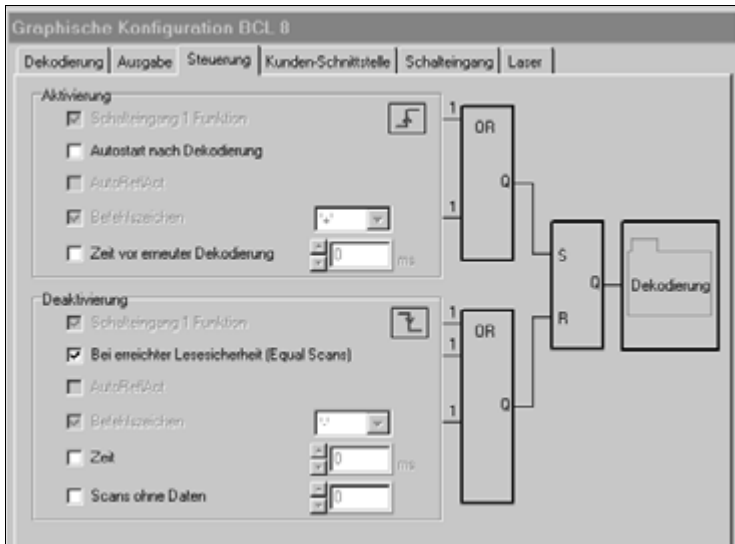 Graphische Konfiguration BCL 8
Dekodierung Ausgabe Steuerung Kunden-Schnittstelle Schalteingang Laser
Aktivierung
Schalteingang 1 Funktion
Autostart nach Dekodierung
AutoReflAct
Befehlszeichen '+'
Zeit vor erneuter Dekodierung 0 ms
1
OR
Q
1
S
Q
R
Dekodierung
Deaktivierung
Schalteingang 1 Funktion
Bei erreichter Lesesicherheit (Equal Scans)
AutoReflAct
Befehlszeichen
Zeit 0 ms
Scans ohne Daten 0
1
OR
1
Q
1